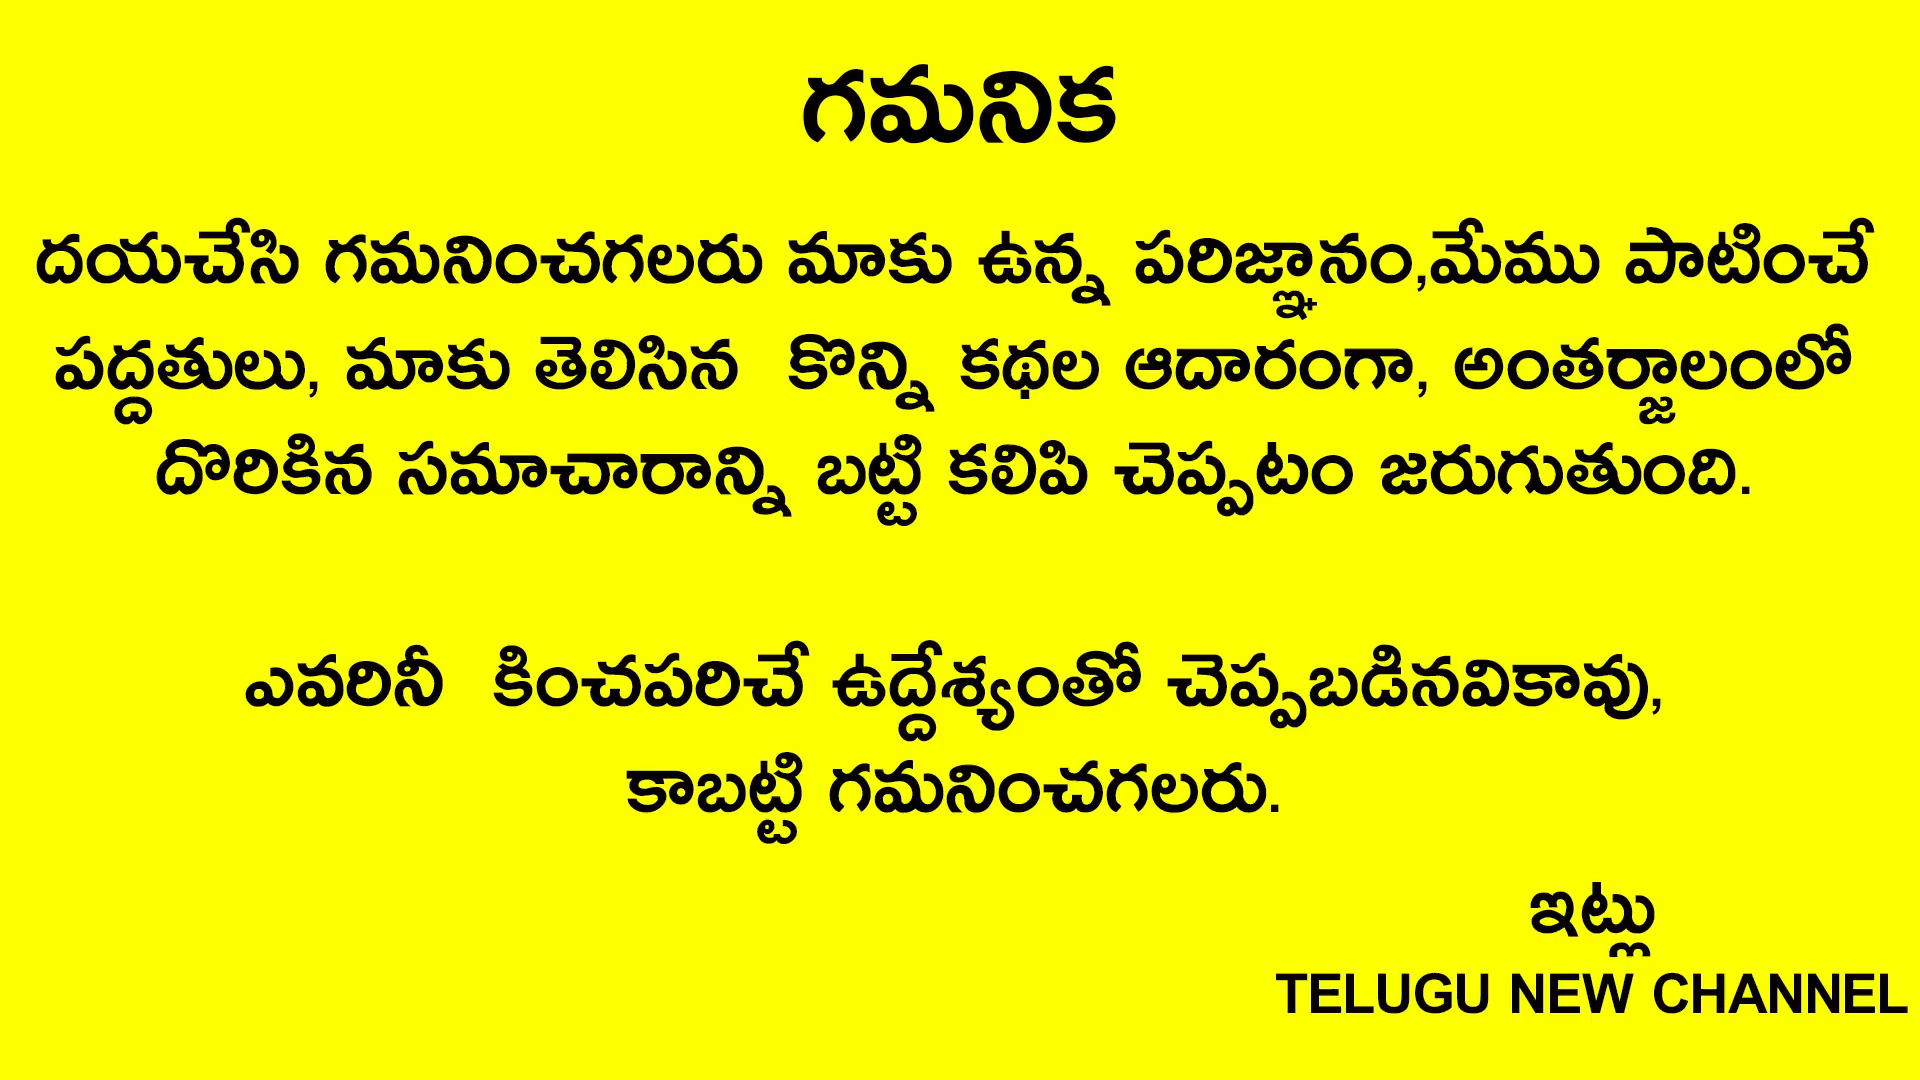 గమనిక
దయచేసి గమనించగలరు మాకు ఉన్న పరిజ్ఞానం,మేము పాటించే
పద్దతులు, మాకు తెలిసిన కొన్ని కథల ఆదారంగా, అంతర్జాలంలో
దొరికిన సమాచారాన్ని బట్టి కలిపి చెప్పటం జరుగుతుంది.
ఎవరినీ కించపరిచే ఉద్దేశ్యంతో చెప్పబడినవికావు,
కాబట్టి గమనించగలరు.
ఇట్లు
TELUGU NEW CHANNEL